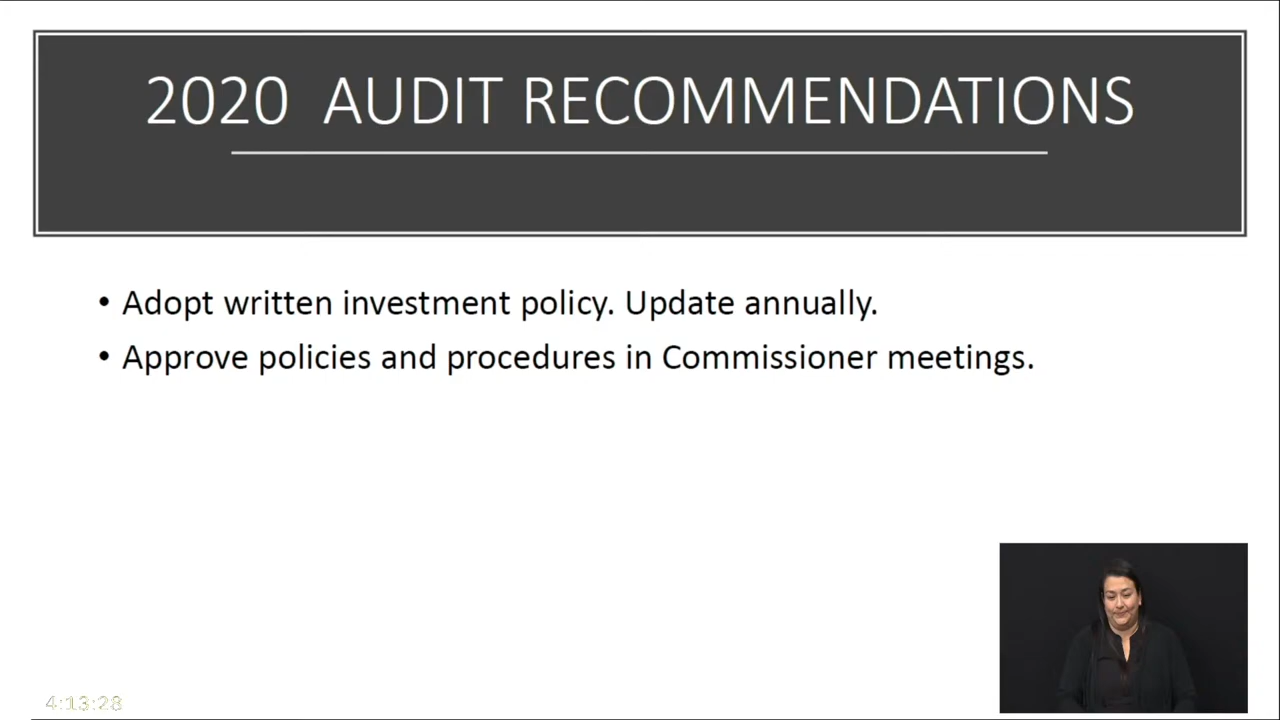 2020 AUDIT RECOMMENDATIONS
• Adopt written investment policy. Update annually.
• Approve policies and procedures in Commissioner meetings.
4:13:28